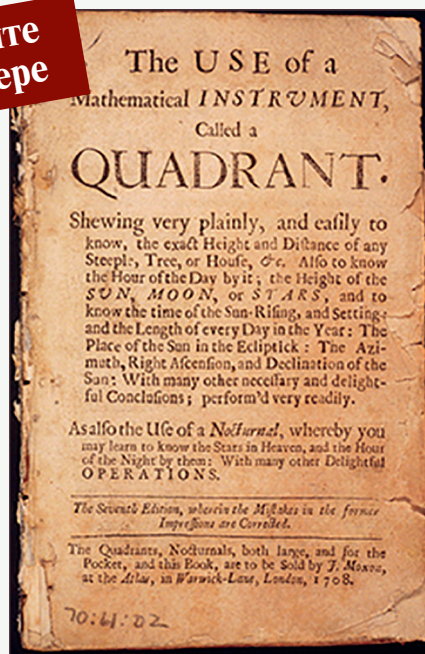 ите
ере
The USE of a
Mathematical INSTRUMENT,
Called a
QUADRANT.
Shewing very plainly, and easily to
know, the exact Height and Distance of any
Steeple, Tree, or House, &c. Also to know
the Hour of the Day by it; the Height of the
SUN, MOON, or STARS, and to
know the time of the Sun-Rising, and Setting;
and the Length of every Day in the Year: The
Place of the Sun in the Ecliptick: The Azi-
muth, Right Ascension, and Declination of the
Sun: With many other necessary and delight-
ful Conclusions; perform'd very readily.
As also the Use of a Nocturnal, whereby you
may learn to know the Stars in Heaven, and the Hour
of the Night by them: With many other Delightful
OPERATIONS.
The Seventh Edition, wherein the Mistakes in the former
Impressions are Corrected.
The Quadrants, Nocturnals, both large, and for the
Pocket, and this Book, are to be Sold by J. Moxon,
at the Atlas, in Warwick-Lane, London, 1708.
70:61:02